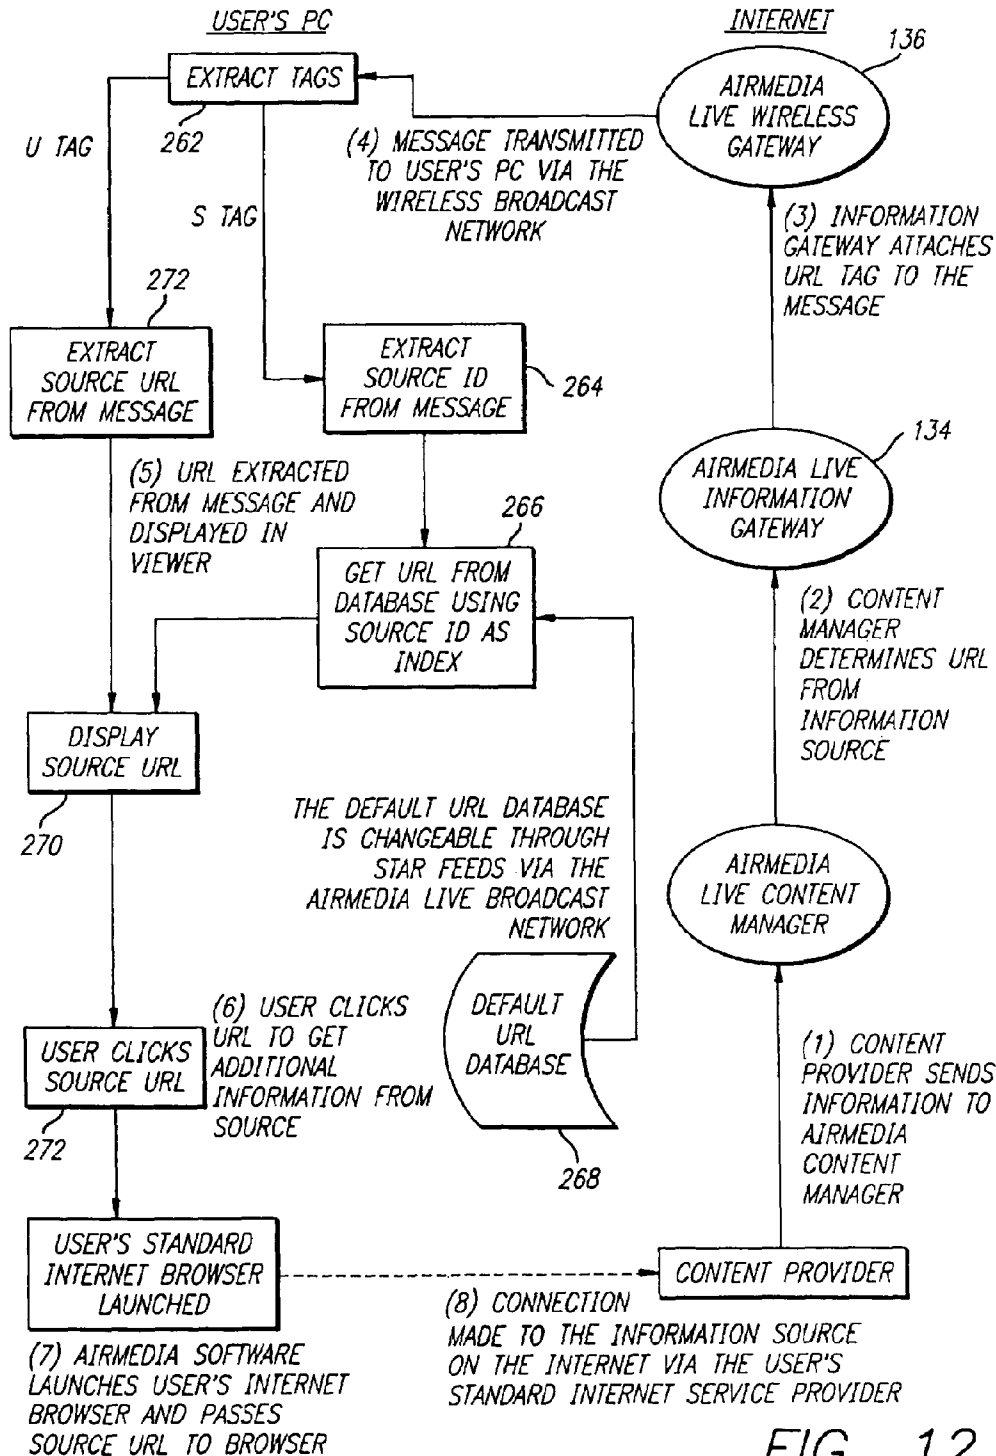 USER'S PC
INTERNET
136
EXTRACT TAGS
AIRMEDIA
LIVE WIRELESS
GATEWAY
262
U TAG
S TAG
(4) MESSAGE TRANSMITTED
TO USER'S PC VIA THE
WIRELESS BROADCAST
NETWORK
(3) INFORMATION
GATEWAY ATTACHES
URL TAG TO THE
MESSAGE
272
EXTRACT
SOURCE URL
FROM MESSAGE
EXTRACT
SOURCE ID
FROM MESSAGE
264
134
AIRMEDIA LIVE
INFORMATION
GATEWAY
(5) URL EXTRACTED
FROM MESSAGE AND
DISPLAYED IN
VIEWER
266
GET URL FROM
DATABASE USING
SOURCE ID AS
INDEX
(2) CONTENT
MANAGER
DETERMINES URL
FROM
INFORMATION
SOURCE
DISPLAY
SOURCE URL
270
THE DEFAULT URL DATABASE
IS CHANGEABLE THROUGH
STAR FEEDS VIA THE
AIRMEDIA LIVE BROADCAST
NETWORK
AIRMEDIA
LIVE CONTENT
MANAGER
DEFAULT
URL
DATABASE
268
USER CLICKS
SOURCE URL
272
(6) USER CLICKS
URL TO GET
ADDITIONAL
INFORMATION FROM
SOURCE
(1) CONTENT
PROVIDER SENDS
INFORMATION TO
AIRMEDIA
CONTENT
MANAGER
USER'S STANDARD
INTERNET BROWSER
LAUNCHED
CONTENT PROVIDER
(7) AIRMEDIA SOFTWARE
LAUNCHES USER'S INTERNET
BROWSER AND PASSES
SOURCE URL TO BROWSER
(8) CONNECTION
MADE TO THE INFORMATION SOURCE
ON THE INTERNET VIA THE USER'S
STANDARD INTERNET SERVICE PROVIDER
FIG. 12